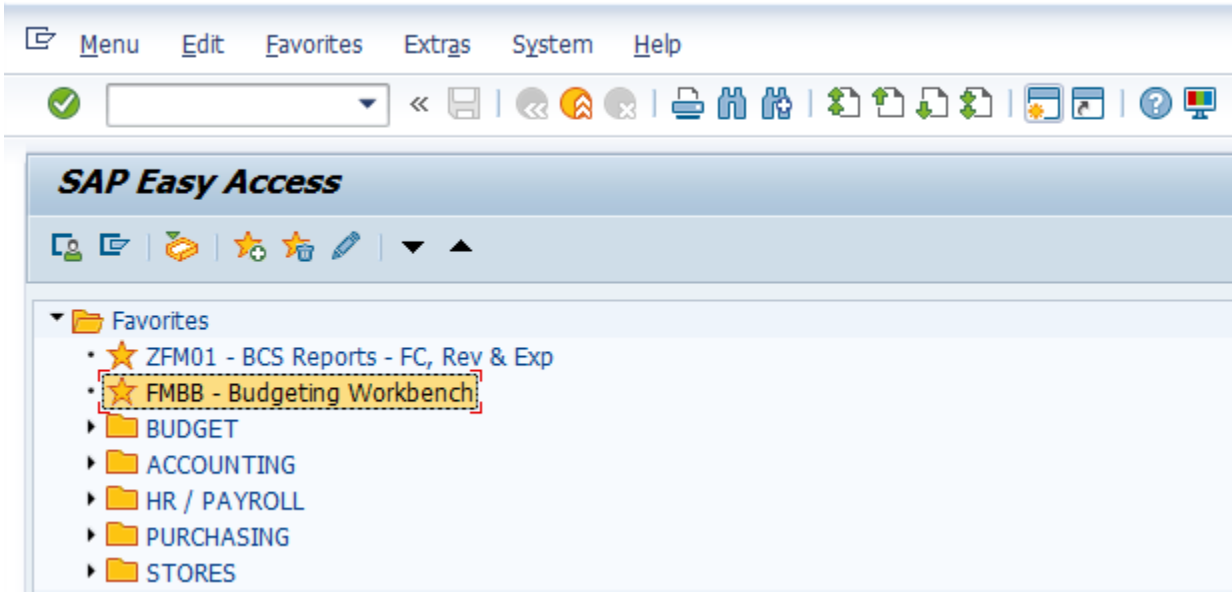 Menu Edit Favorites Extras System Help
SAP Easy Access
Favorites
ZFM01 - BCS Reports - FC, Rev & Exp
FMBB - Budgeting Workbench
BUDGET
ACCOUNTING
HR / PAYROLL
PURCHASING
STORES